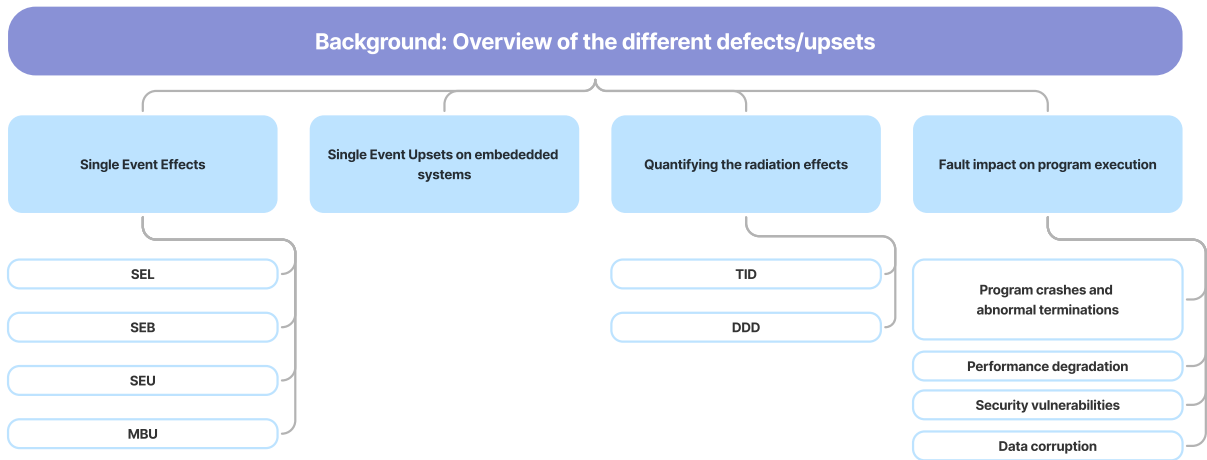 Background: Overview of the different defects/upsets
Single Event Effects
Single Event Upsets on embededded
systems
Quantifying the radiation effects
Fault impact on program execution
SEL
SEB
SEU
MBU
TID
DDD
Program crashes and
abnormal terminations
Performance degradation
Security vulnerabilities
Data corruption